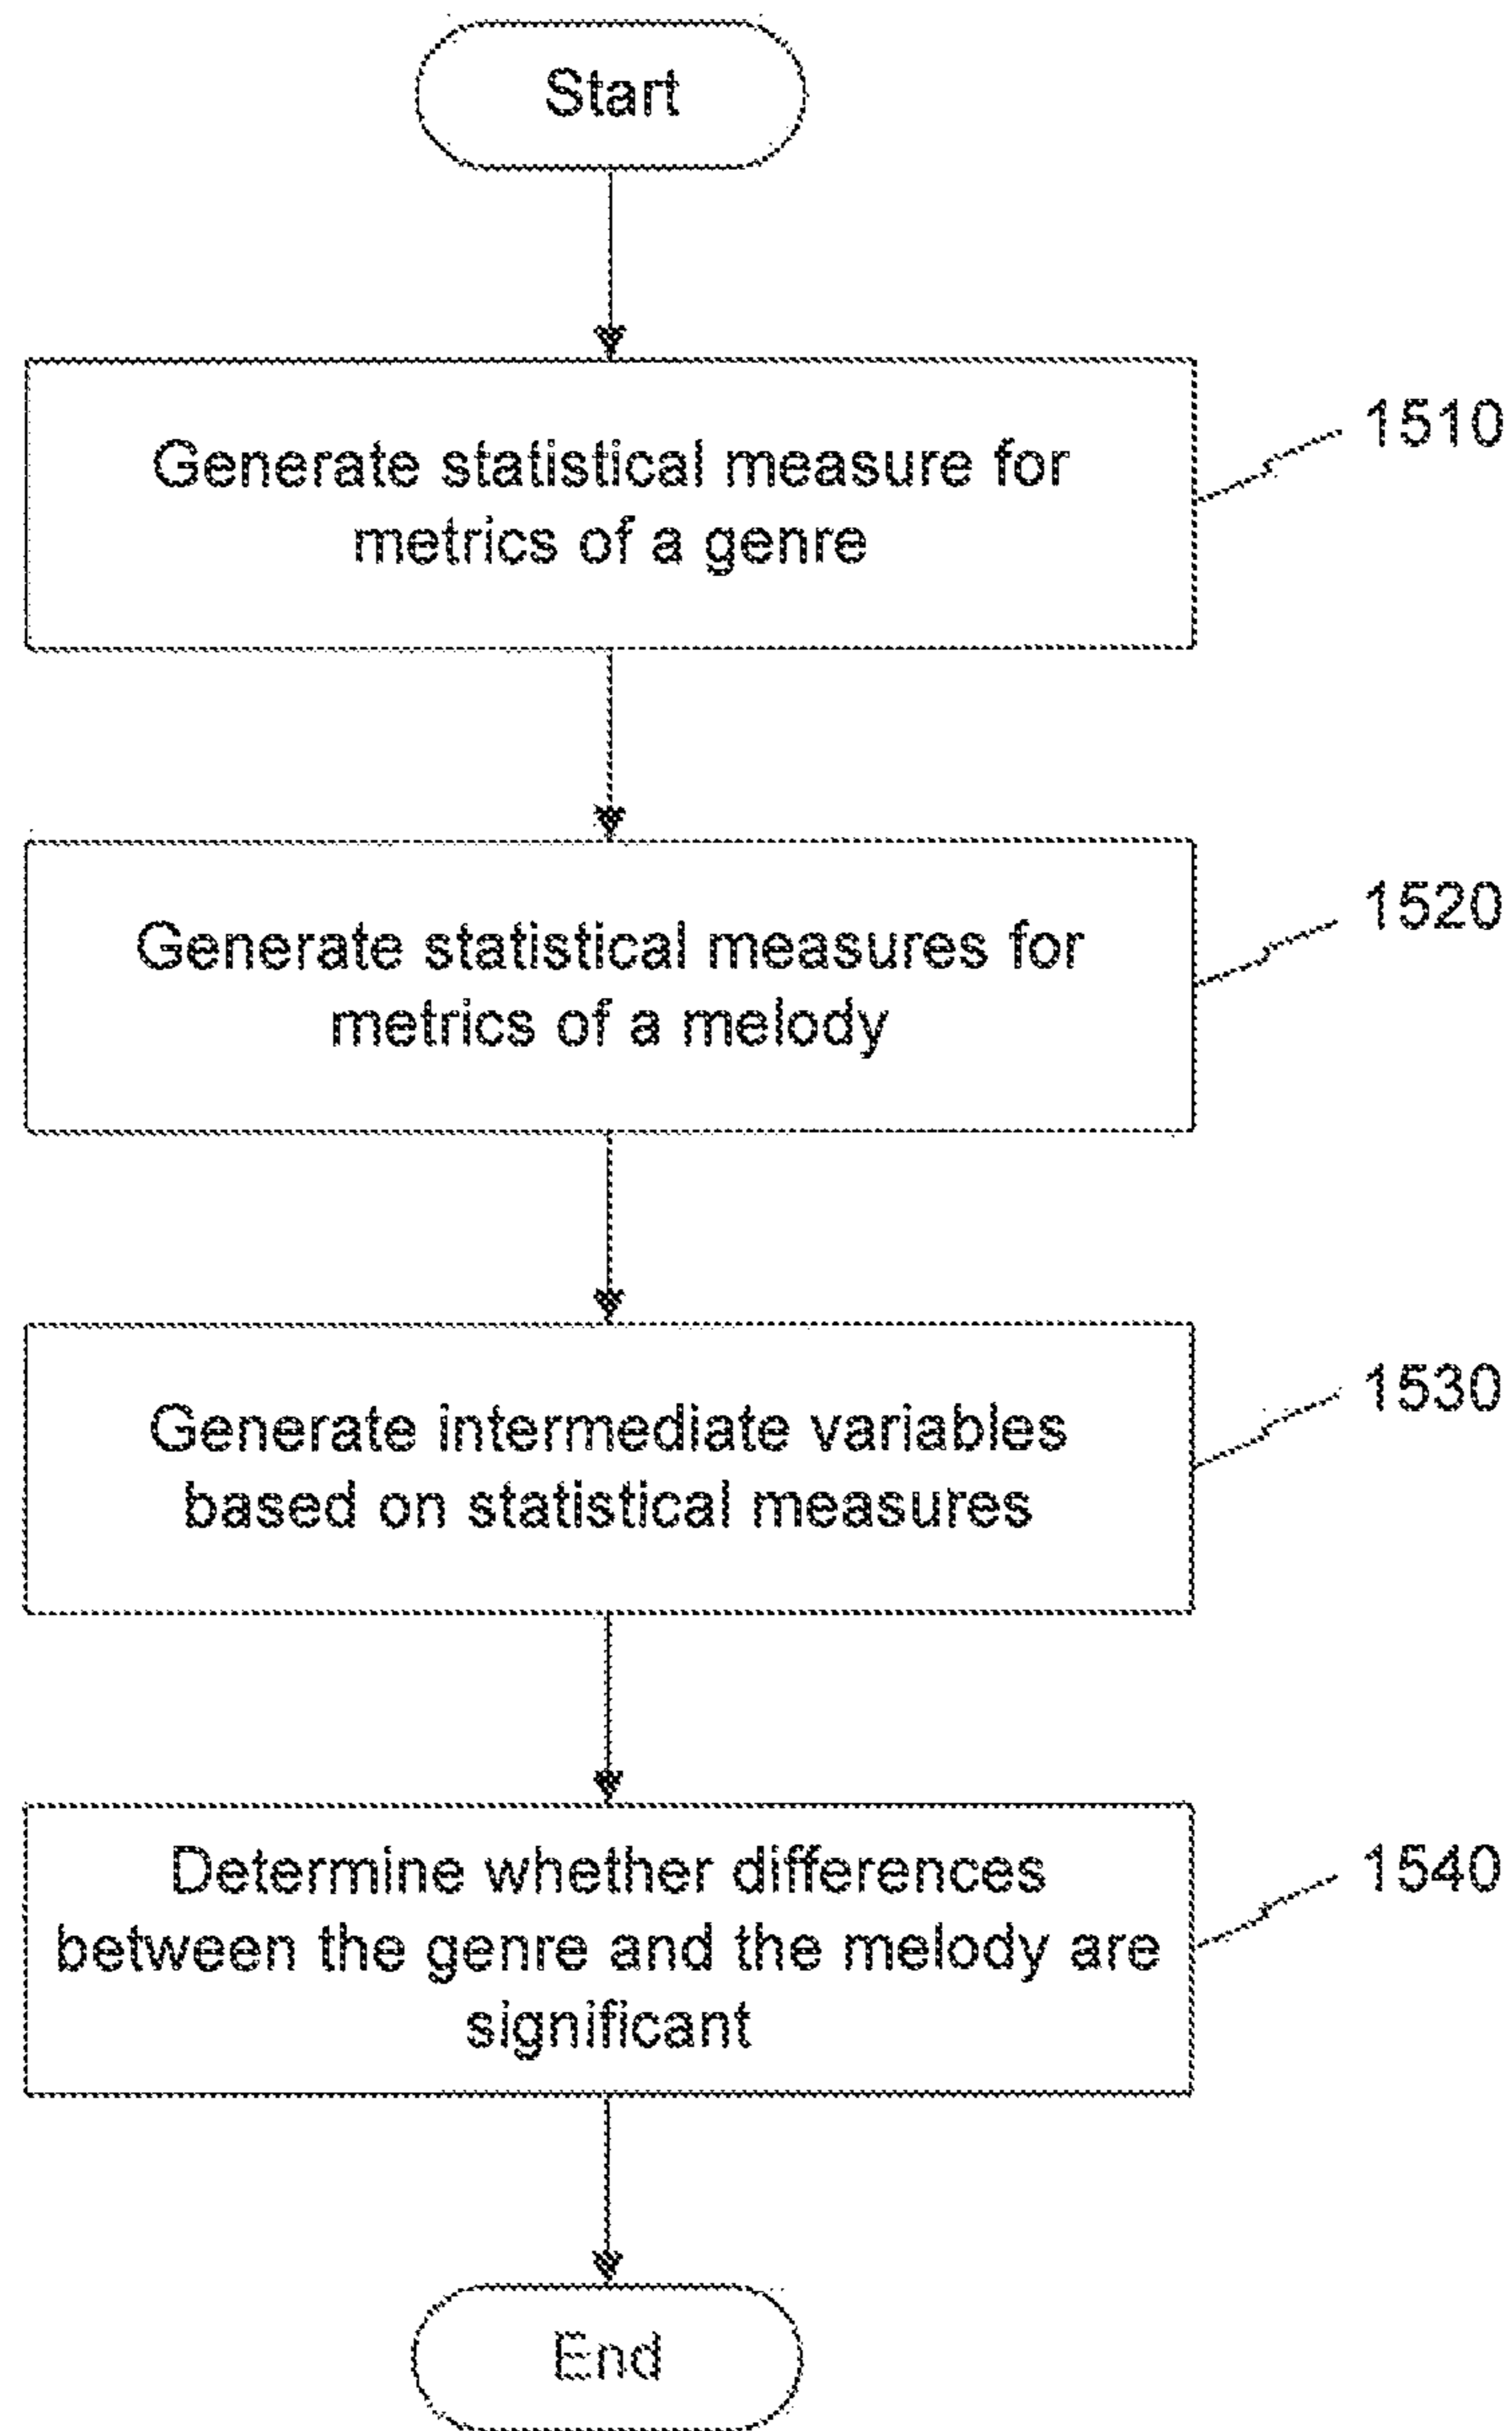 Start
Generate statistical measure for
metrics of a genre
1510
Generate statistical measures for
metrics of a melody
1520
Generate intermediate variables
based on statistical measures
1530
Determine whether differences
between the genre and the melody are
significant
1540
End